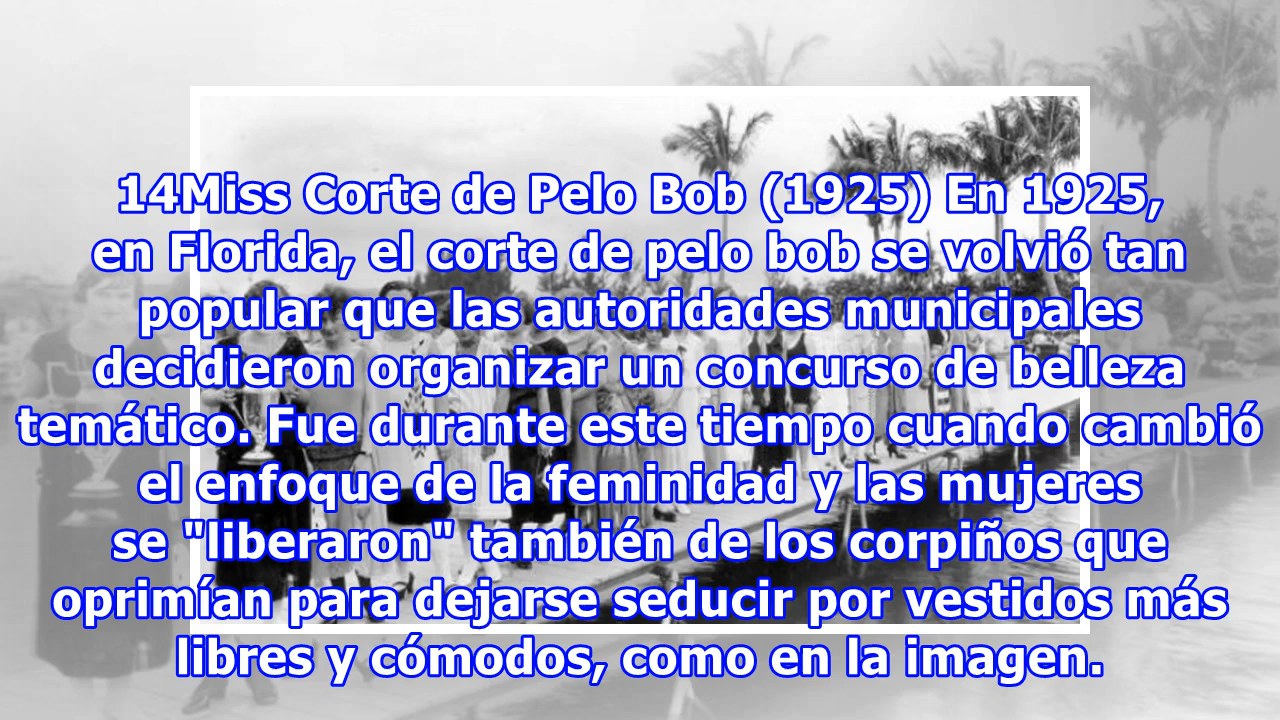 14Miss Corte de Pelo Bob (1925) En 1925,
en Florida, el corte de pelo bob se volvió tan
popular que las autoridades municipales
decidieron organizar un concurso de belleza
temático. Fue durante este tiempo cuando cambió
el enfoque de la feminidad y las mujeres
se "liberaron" también de los corpiños que
oprimían para dejarse seducir por vestidos más
libres y cómodos, como en la imagen.